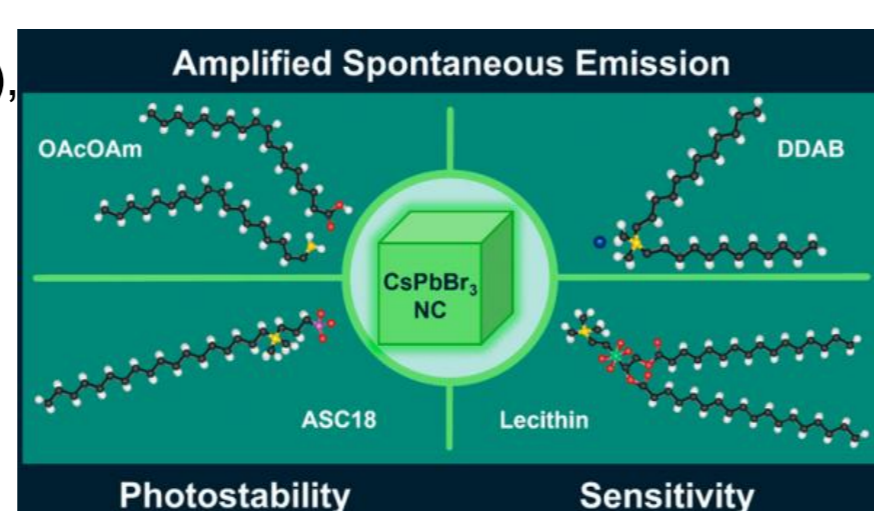 ),
Amplified Spontaneous Emission
OAcOAm
DDAB
CsPbBr₃
NC
ASC18
Lecithin
Photostability
Sensitivity